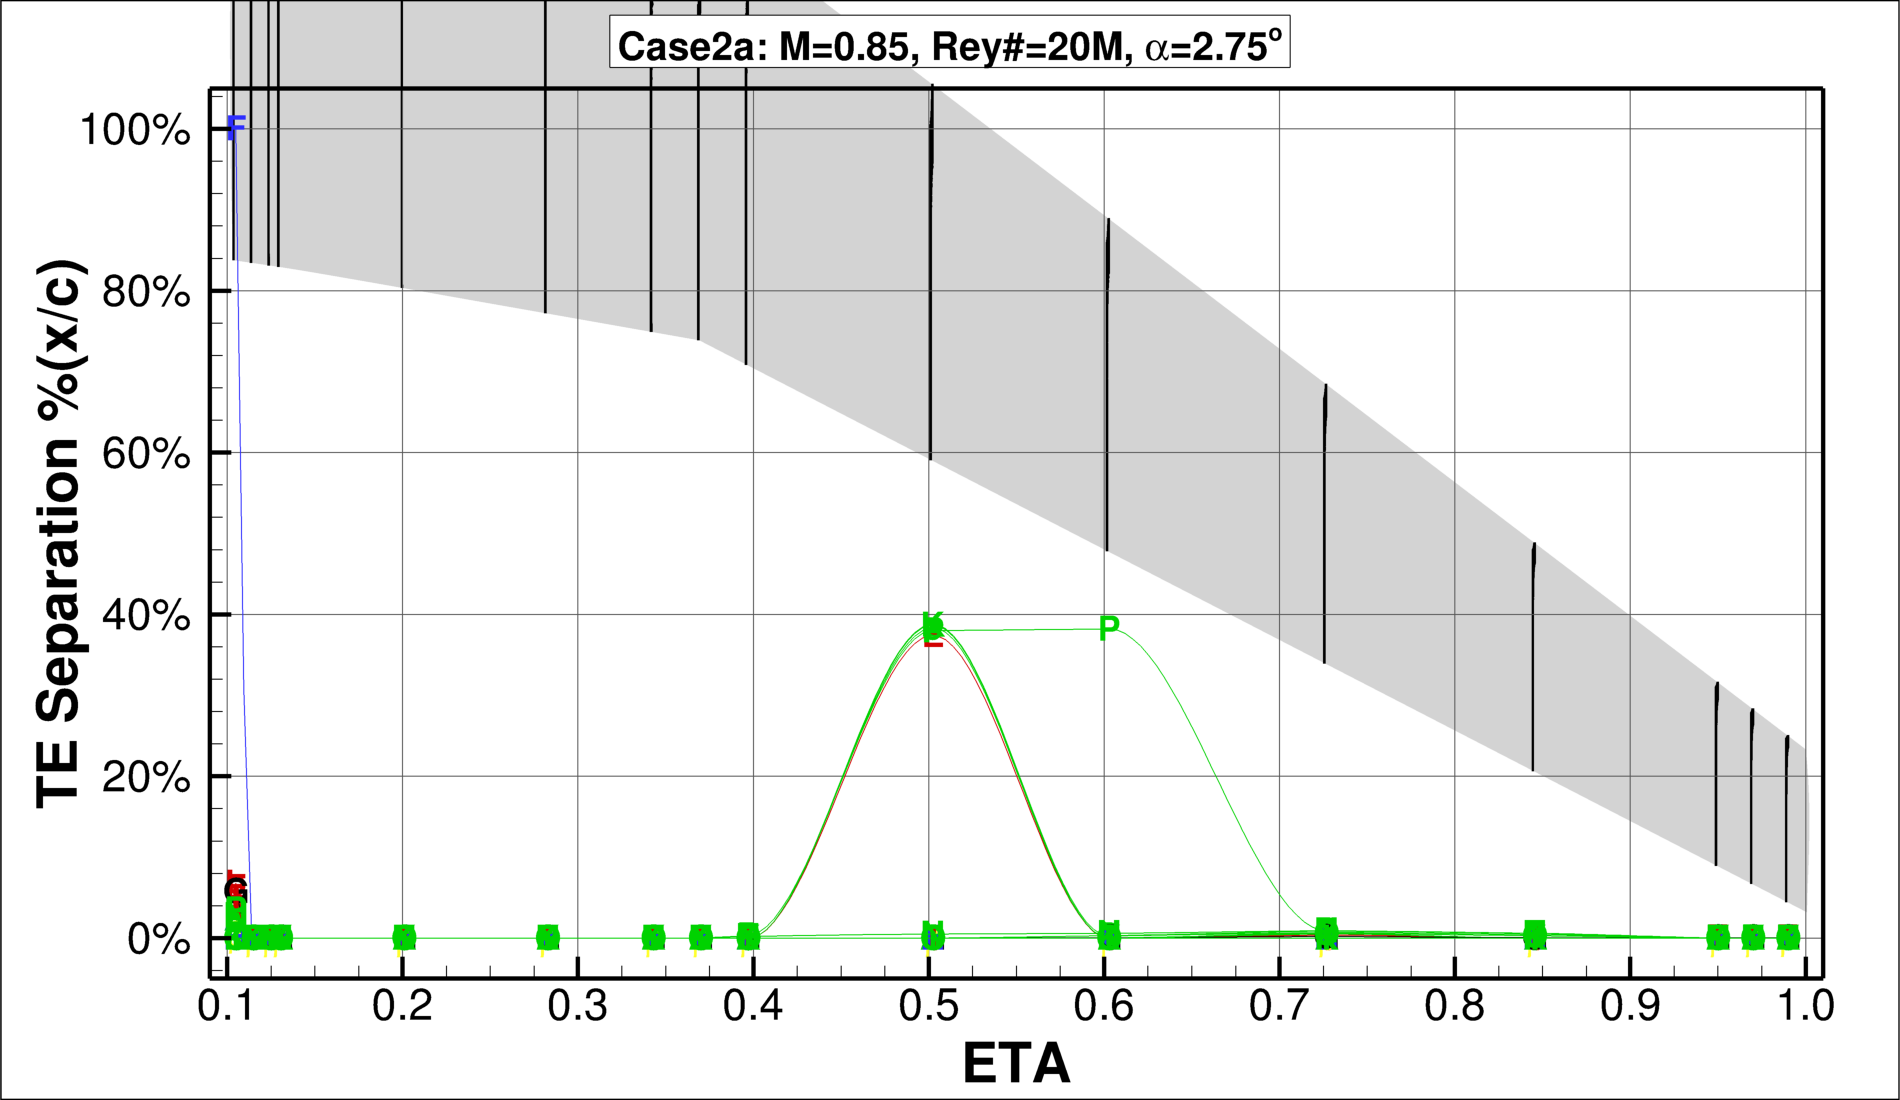 Case2a: M=0.85, Rey#=20M, α=2.75°
TE Separation %(x/c)
100%
80%
60%
40%
20%
0%
F
K
P
G
0.1 0.2 0.3 0.4 0.5 0.6 0.7 0.8 0.9 1.0
ETA